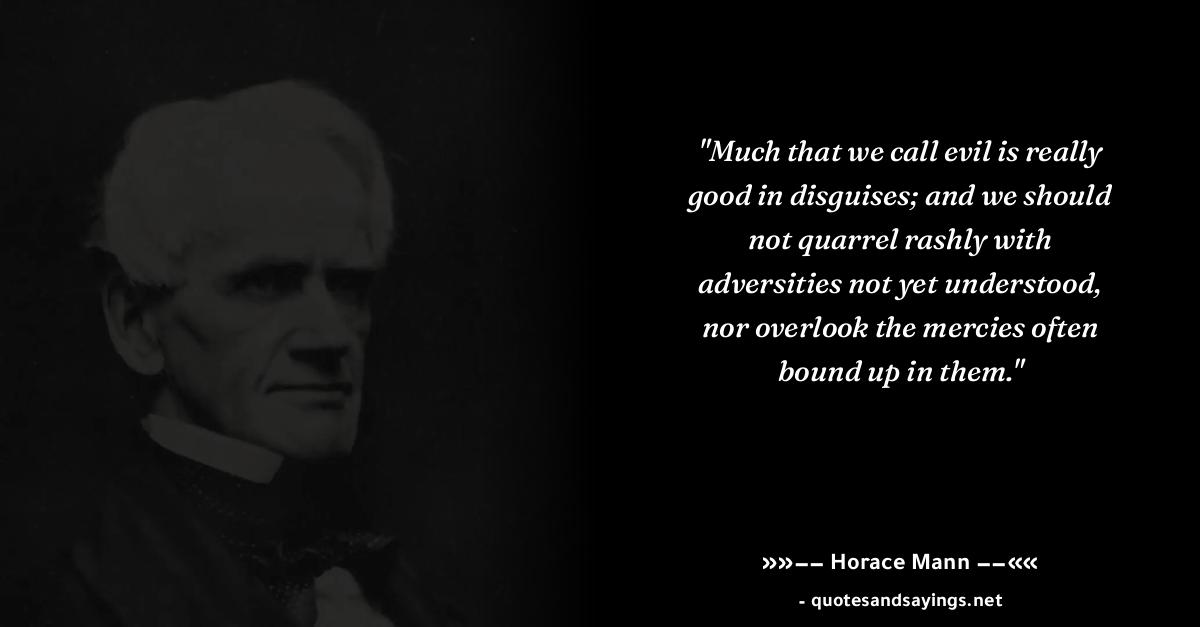 "Much that we call evil is really
good in disguises; and we should
not quarrel rashly with
adversities not yet understood,
nor overlook the mercies often
bound up in them."
»»−− Horace Mann −−««
- quotesandsayings.net